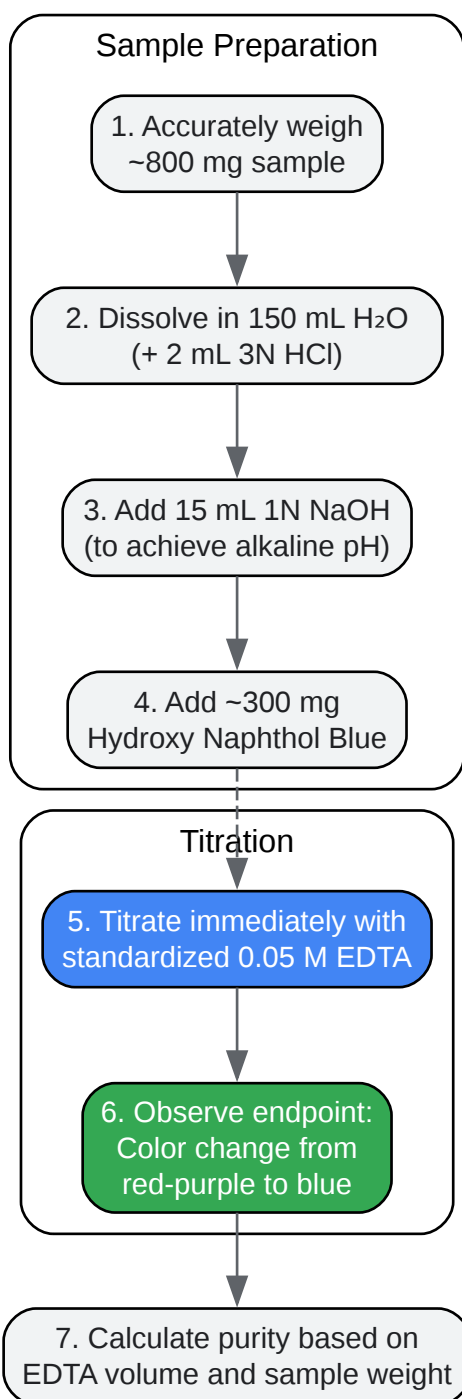 Sample Preparation
1. Accurately weigh
~800 mg sample
2. Dissolve in 150 mL H₂O
(+ 2 mL 3N HCl)
3. Add 15 mL 1N NaOH
(to achieve alkaline pH)
4. Add ~300 mg
Hydroxy Naphthol Blue
Titration
5. Titrate immediately with
standardized 0.05 M EDTA
6. Observe endpoint:
Color change from
red-purple to blue
7. Calculate purity based on
EDTA volume and sample weight